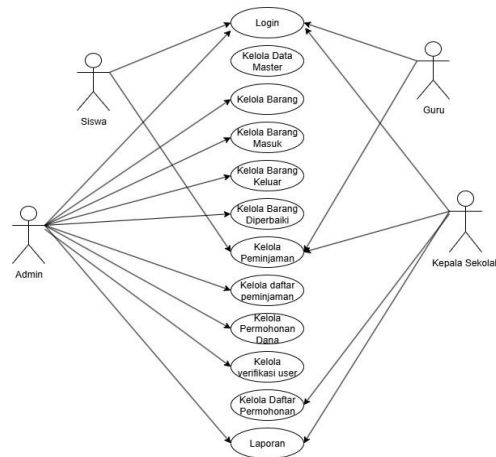 Login
Kelola Data
Master
Siswa
Guru
Kelola Barang
Kelola Barang
Masuk
Kelola Barang
Keluar
Kelola Barang
Diperbaiki
Admin
Kelola
Peminjaman
Kepala Sekolah
Kelola daftar
peminjaman
Kelola
Permohonan
Dana
Kelola
verifikasi user
Kelola Daftar
Permohonan
Laporan